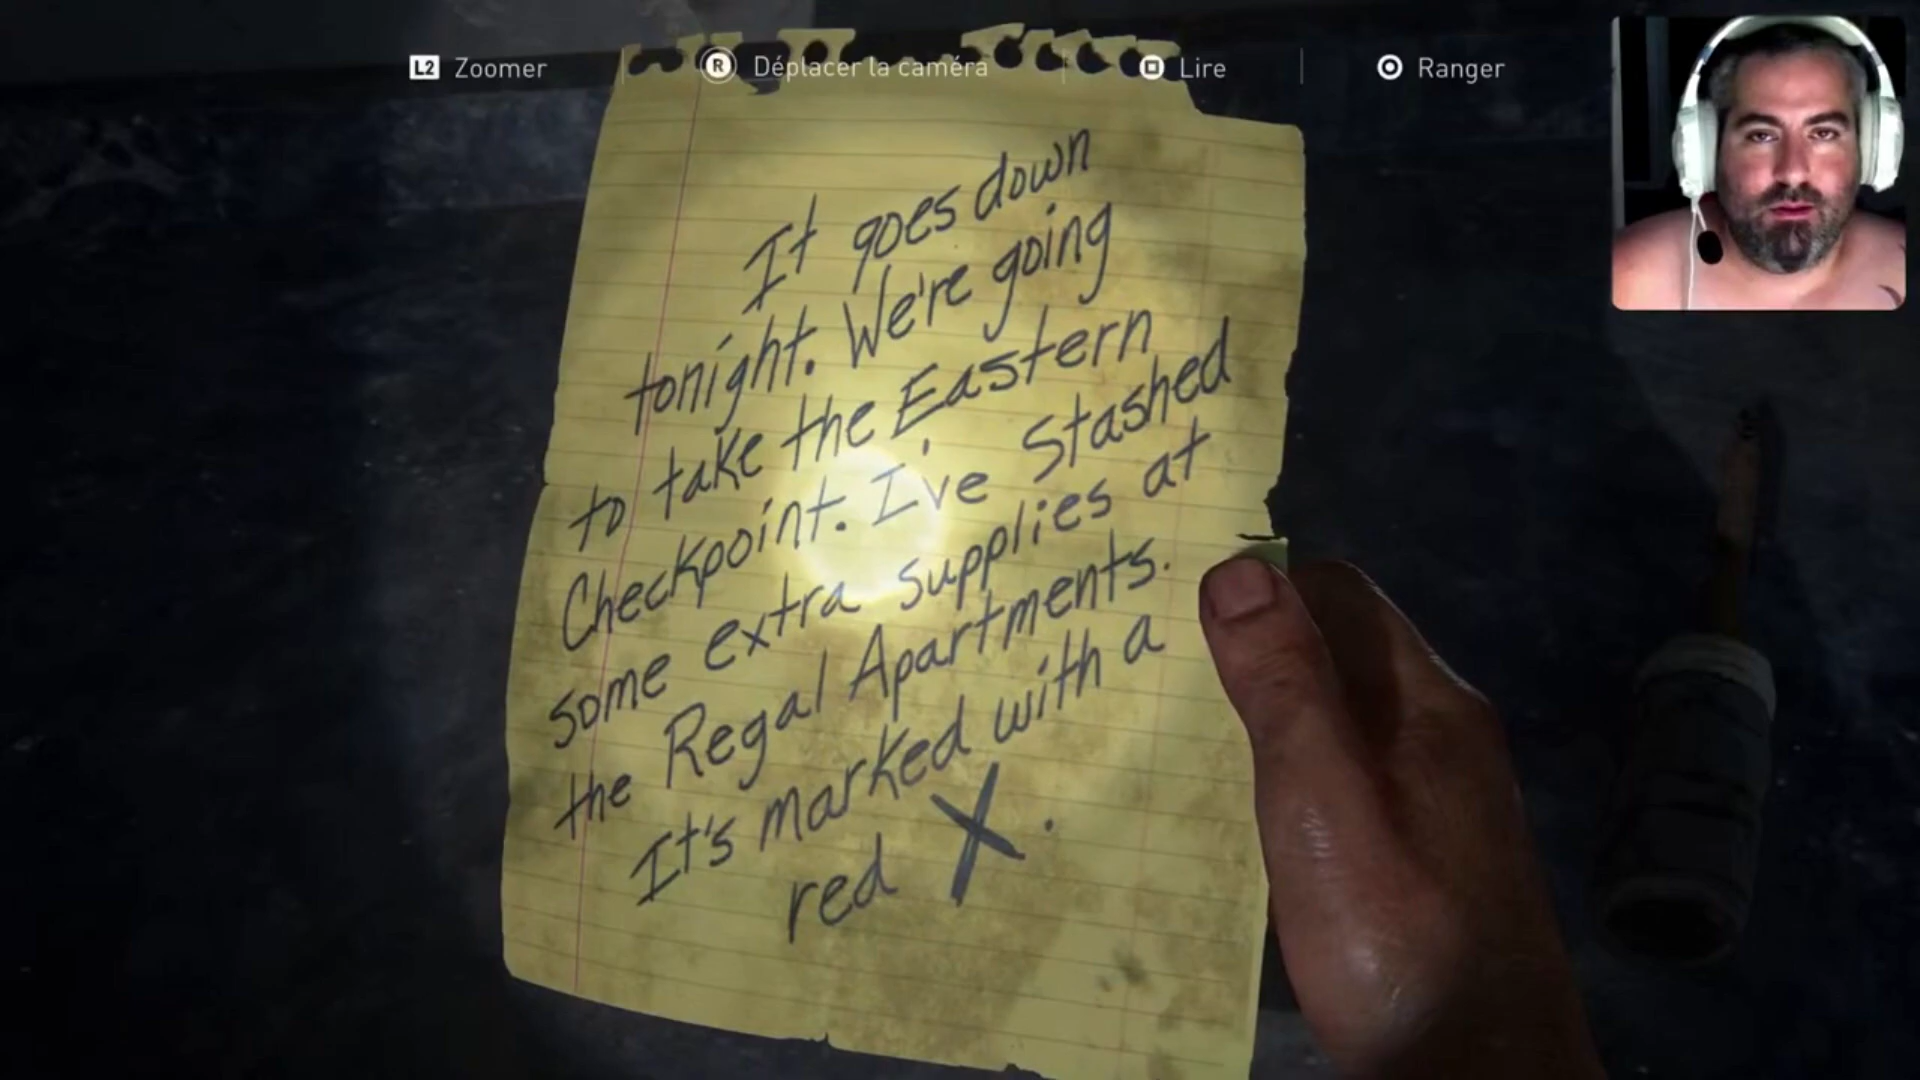 L2 Zoomer
R Déplacer la caméra
Lire
Ranger
It goes down
tonight. We're going
to take the Eastern
Checkpoint. I've Stashed
some extra supplies at
the Regal Apartments.
It's marked with a
red X.